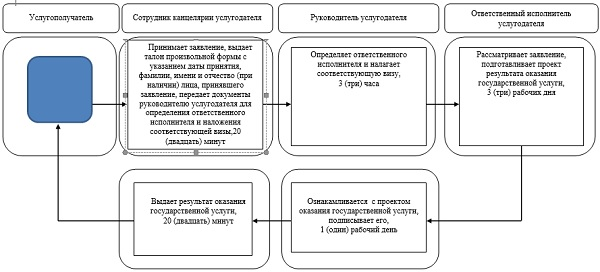 Услугополучатель
Сотрудник канцелярии услугодателя
Руководитель услугодателя
Ответственный исполнитель
услугодателя
Принимает заявление, выдает
талон произвольной формы с
указанием даты принятия,
фамилии, имени и отчество (при
наличии) лица, принявшего
заявление, передает документы
руководителю услугодателя для
определения ответственного
исполнителя и наложения
соответствующей визы,20
(двадцать) минут
Определяет ответственного
исполнителя и налагает
соответствующую визу,
3 (три) часа
Рассматривает заявление,
подготавливает проект
результата оказания
государственной услуги,
3 (три) рабочих дня
Выдает результат оказания
государственной услуги,
20 (двадцать) минут
Ознакамливается с проектом
оказания государственной услуги,
подписывает его,
1 (один) рабочий день